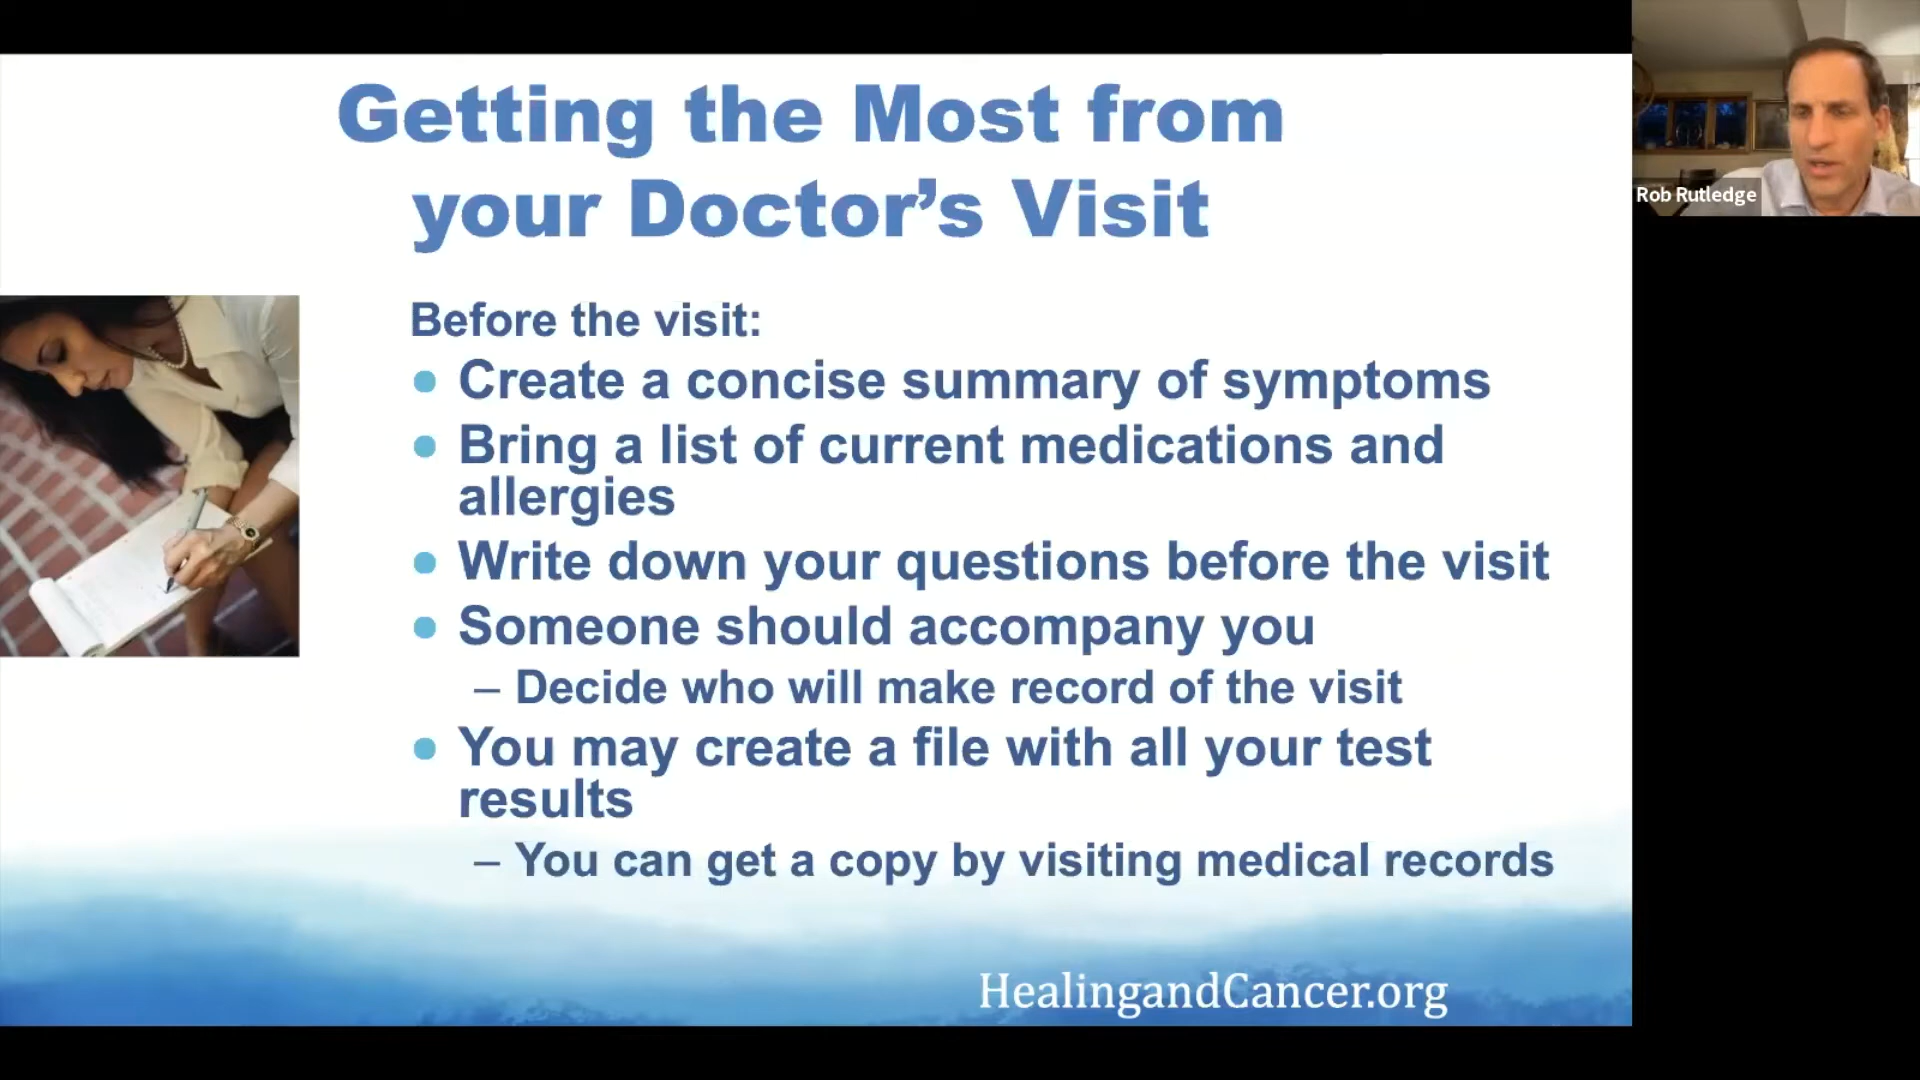 Getting the Most from
your Doctor’s Visit
Before the visit:
• Create a concise summary of symptoms
• Bring a list of current medications and
allergies
• Write down your questions before the visit
• Someone should accompany you
– Decide who will make record of the visit
• You may create a file with all your test
results
– You can get a copy by visiting medical records
HealingandCancer.org
Rob Rutledge